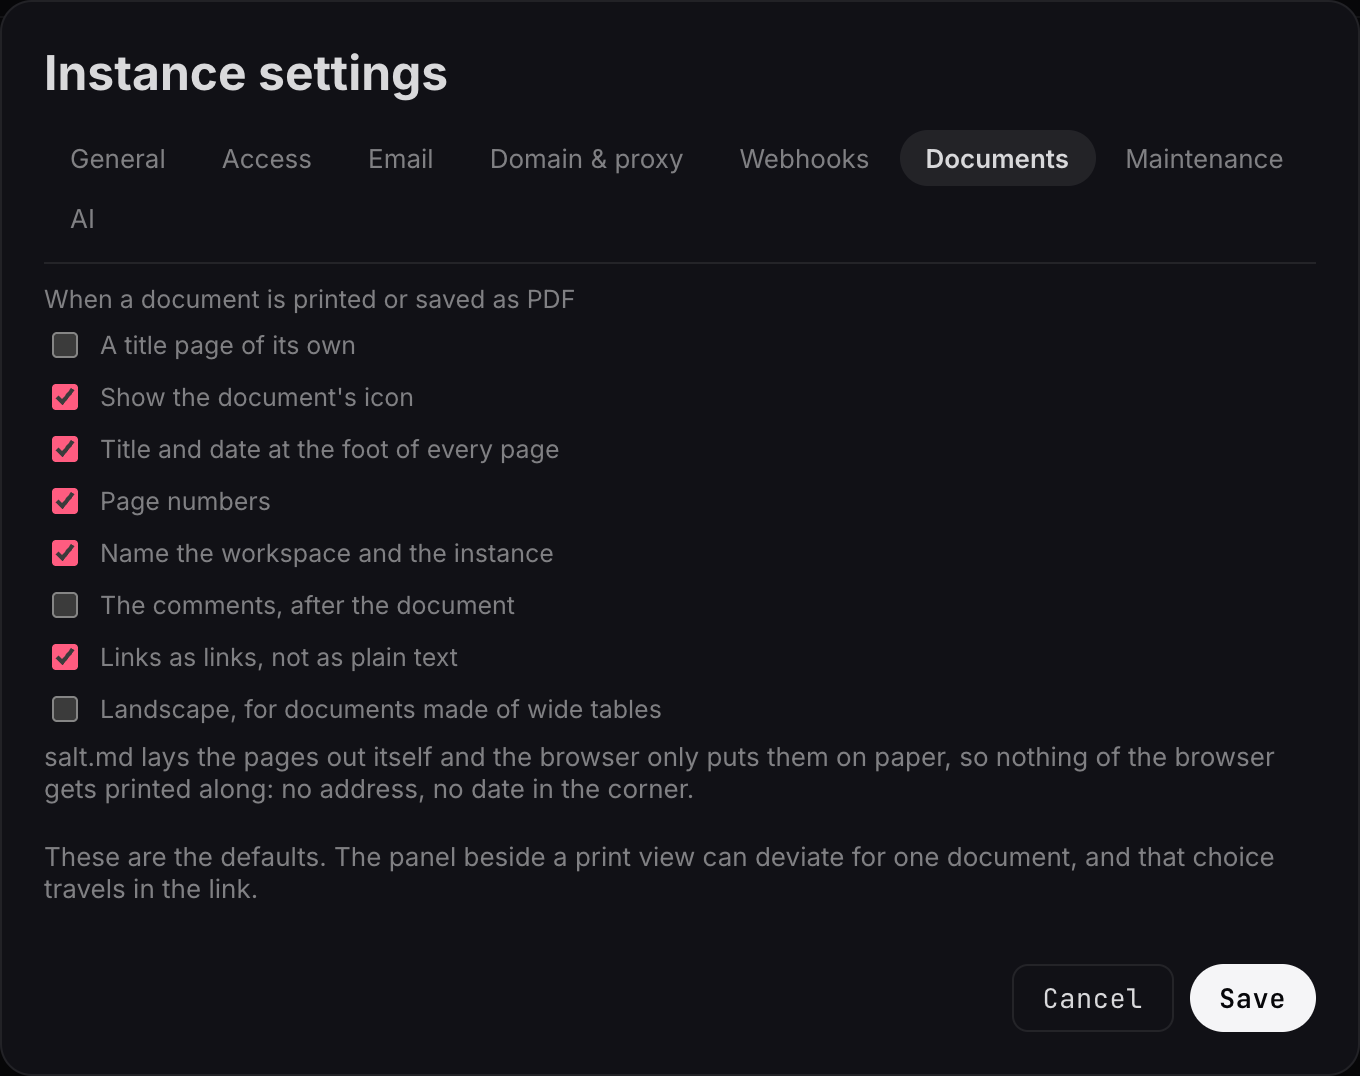 Instance settings
General Access Email Domain & proxy Webhooks Documents Maintenance
AI
When a document is printed or saved as PDF
A title page of its own
Show the document's icon
Title and date at the foot of every page
Page numbers
Name the workspace and the instance
The comments, after the document
Links as links, not as plain text
Landscape, for documents made of wide tables
salt.md lays the pages out itself and the browser only puts them on paper, so nothing of the browser
gets printed along: no address, no date in the corner.
These are the defaults. The panel beside a print view can deviate for one document, and that choice
travels in the link.
Cancel Save